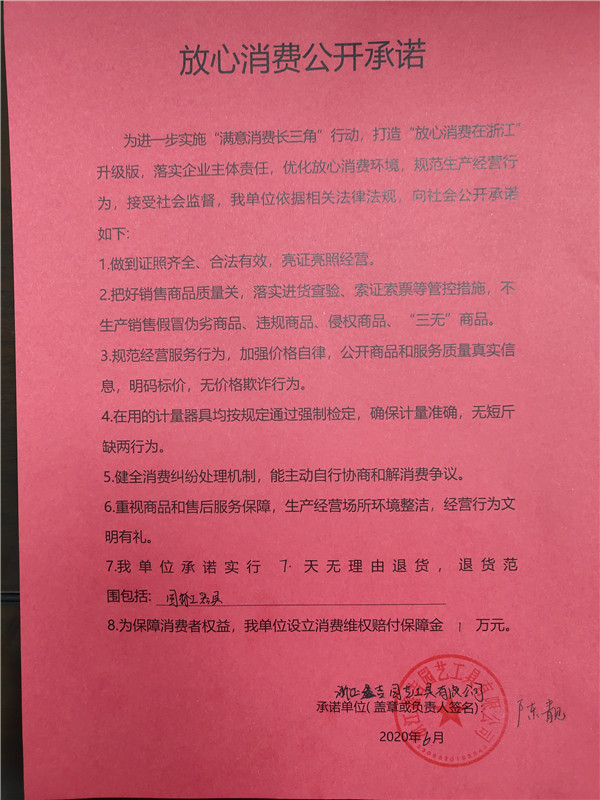 放心消费公开承诺
为进一步实施“满意消费长三角”行动，打造“放心消费在浙江”
升级版，落实企业主体责任，优化放心消费环境，规范生产经营行
为，接受社会监督，我单位依据相关法律法规，向社会公开承诺
如下:
1.做到证照齐全、合法有效，亮证亮照经营。
2.把好销售商品质量关，落实进货查验、索证索票等管控措施，不
生产销售假冒伪劣商品、违规商品、侵权商品、“三无”商品。
3.规范经营服务行为，加强价格自律，公开商品和服务质量真实信
息，明码标价，无价格欺诈行为。
4.在用的计量器具均按规定通过强制检定，确保计量准确，无短斤
缺两行为。
5.健全消费纠纷处理机制，能主动自行协商和解消费争议。
6.重视商品和售后服务保障，生产经营场所环境整洁，经营行为文
明有礼。
7.我单位承诺实行 7 天无理由退货，退货范
围包括: 园林工具
8.为保障消费者权益，我单位设立消费维权赔付保障金 1 万元。
浙江盎吉园艺工具有限公司
承诺单位(盖章或负责人签名):
陈靓
2020年6月